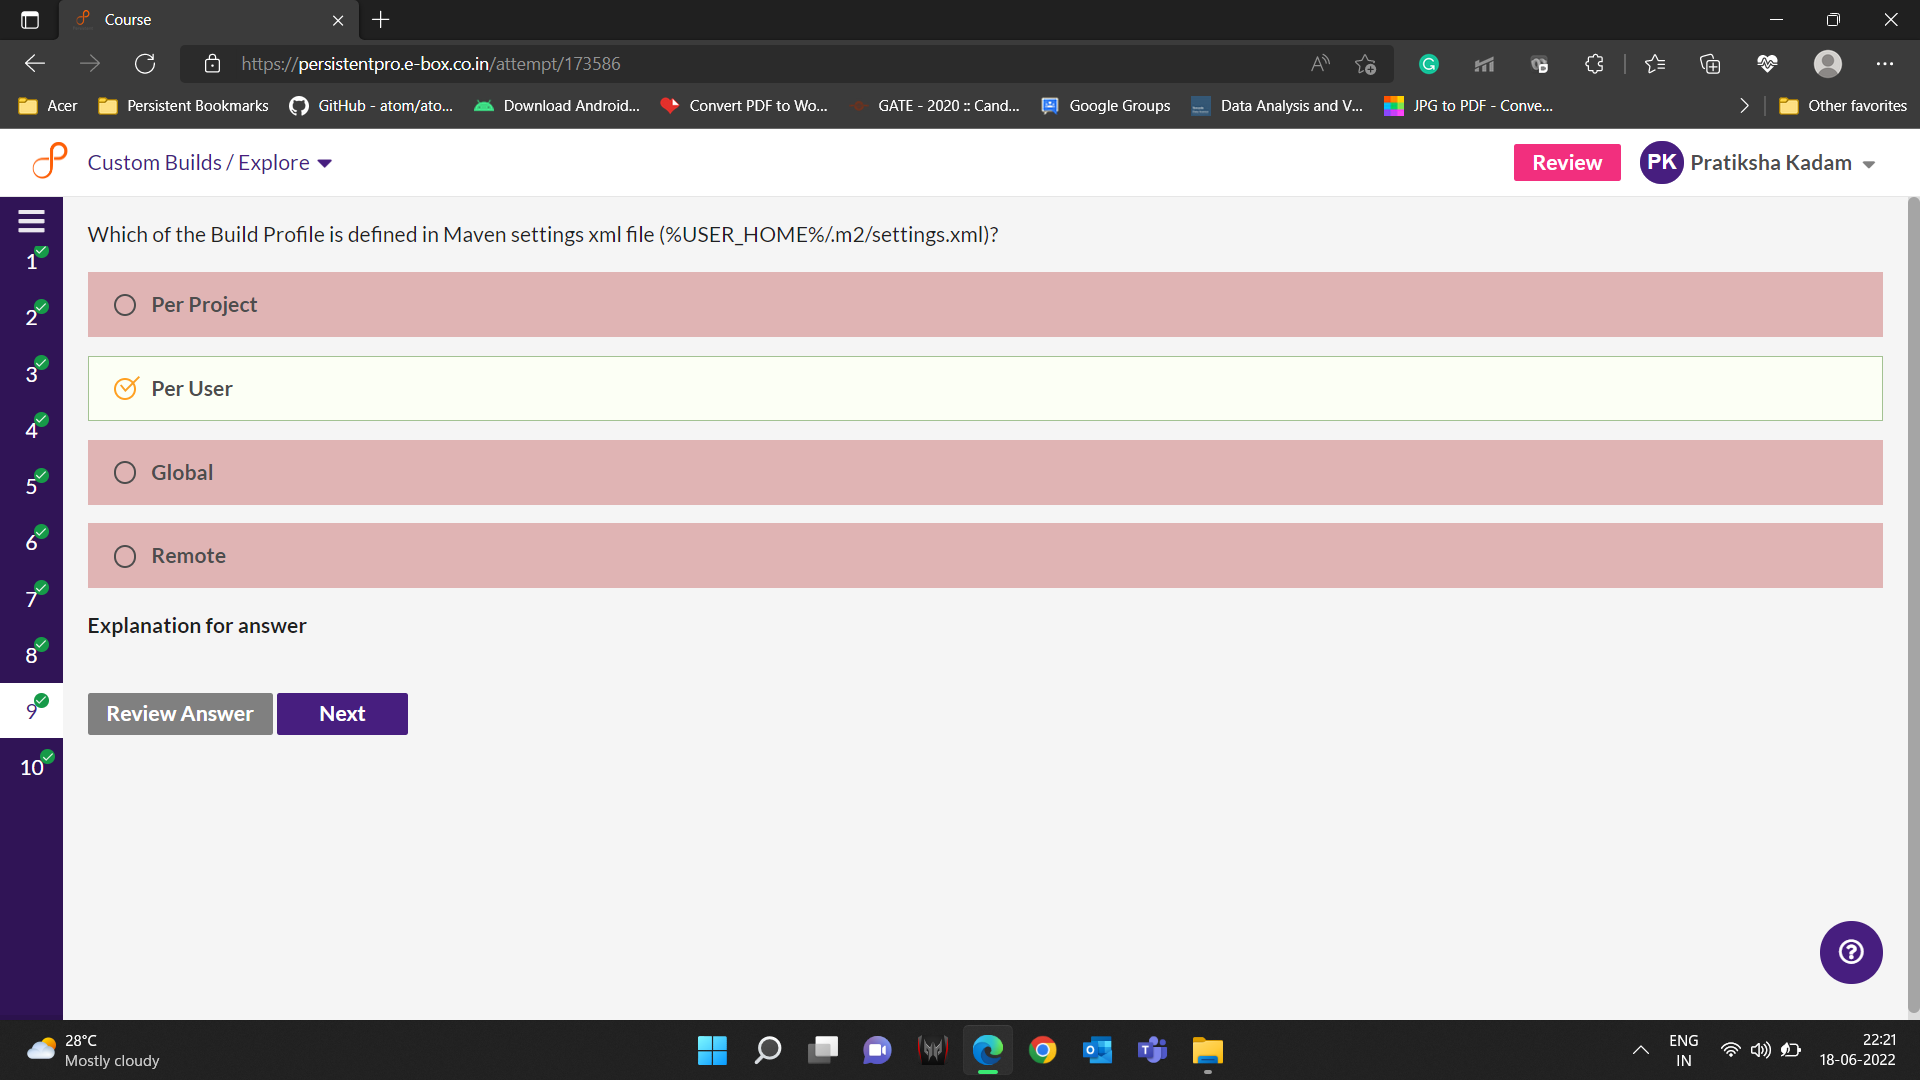 Course
https://persistentpro.e-box.co.in/attempt/173586
Acer
Persistent Bookmarks
GitHub - atom/ato...
Download Android...
Convert PDF to Wo...
GATE - 2020 :: Cand...
Google Groups
Data Analysis and V...
JPG to PDF - Conve...
Other favorites
Custom Builds / Explore
Review
PK
Pratiksha Kadam
Which of the Build Profile is defined in Maven settings xml file (%USER_HOME%/.m2/settings.xml)?
1
Per Project
2
3
Per User
4
Global
5
6
Remote
7
Explanation for answer
8
9
Review Answer
Next
10
28°C
Mostly cloudy
ENG
IN
22:21
18-06-2022